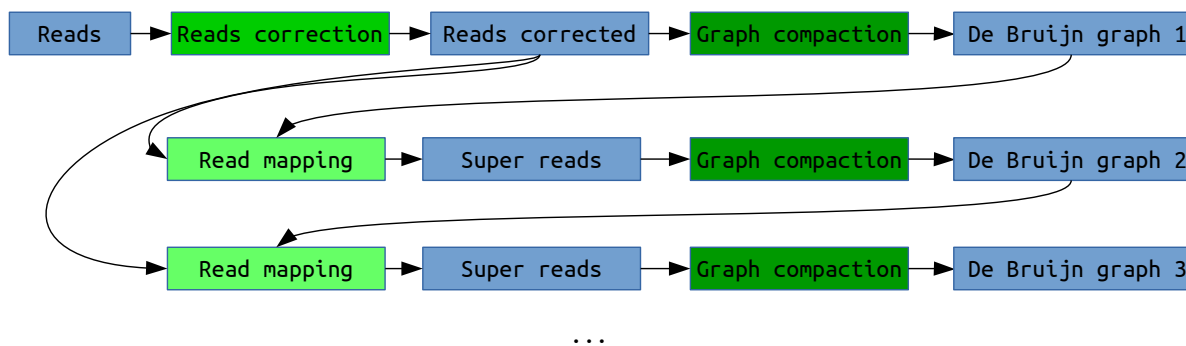 Reads Reads correction Reads corrected Graph compaction De Bruijn graph 1
Read mapping Super reads Graph compaction De Bruijn graph 2
Read mapping Super reads Graph compaction De Bruijn graph 3
...